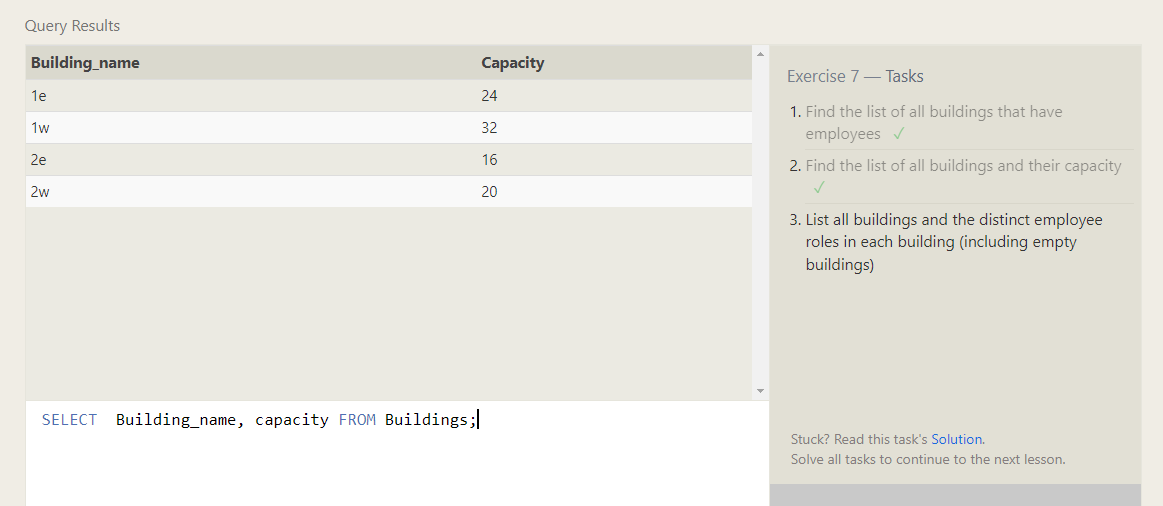 Query Results
Building_name Capacity
1e 24
1w 32
2e 16
2w 20
SELECT  Building_name, capacity FROM Buildings;
Exercise 7 — Tasks
1. Find the list of all buildings that have
employees ✓
2. Find the list of all buildings and their capacity
✓
3. List all buildings and the distinct employee
roles in each building (including empty
buildings)
Stuck? Read this task's Solution.
Solve all tasks to continue to the next lesson.